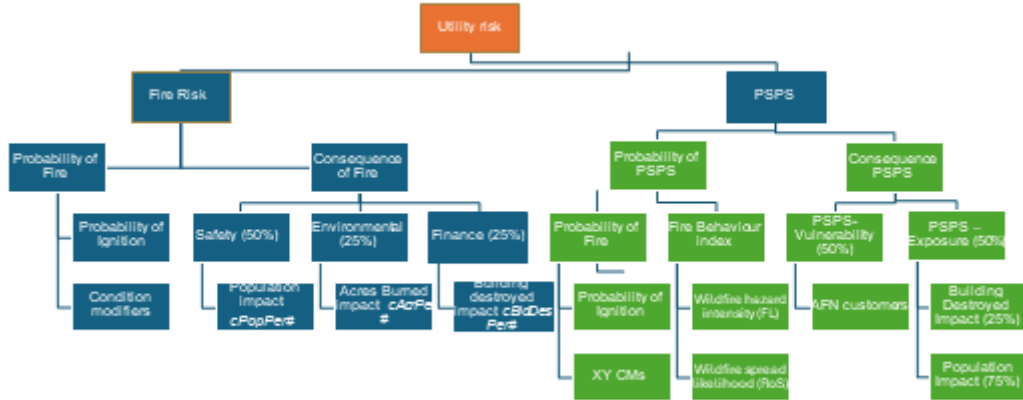 Utility risk
Fire Risk
PSPS
Probability of
Fire
Consequence
of Fire
Probability of
PSPS
Consequence
PSPS
Probability of
Ignition
Safety (50%)
Environmental
(25%)
Finance (25%)
Probability of
Fire
Fire Behaviour
index
PSPS-
Vulnerability
(50%)
PSPS –
Exposure (50%)
Condition
modifiers
Population
impact
cPopPer#
Acres Burned
impact cAcrPe
#
Building
destroyed
impact cBldDes
Per#
Probability of
Ignition
Wildfire hazard
intensity (FL)
AFN customers
Building
Destroyed
Impact (25%)
XY CMs
Wildfire spread
likelihood (RoS)
Population
Impact (75%)